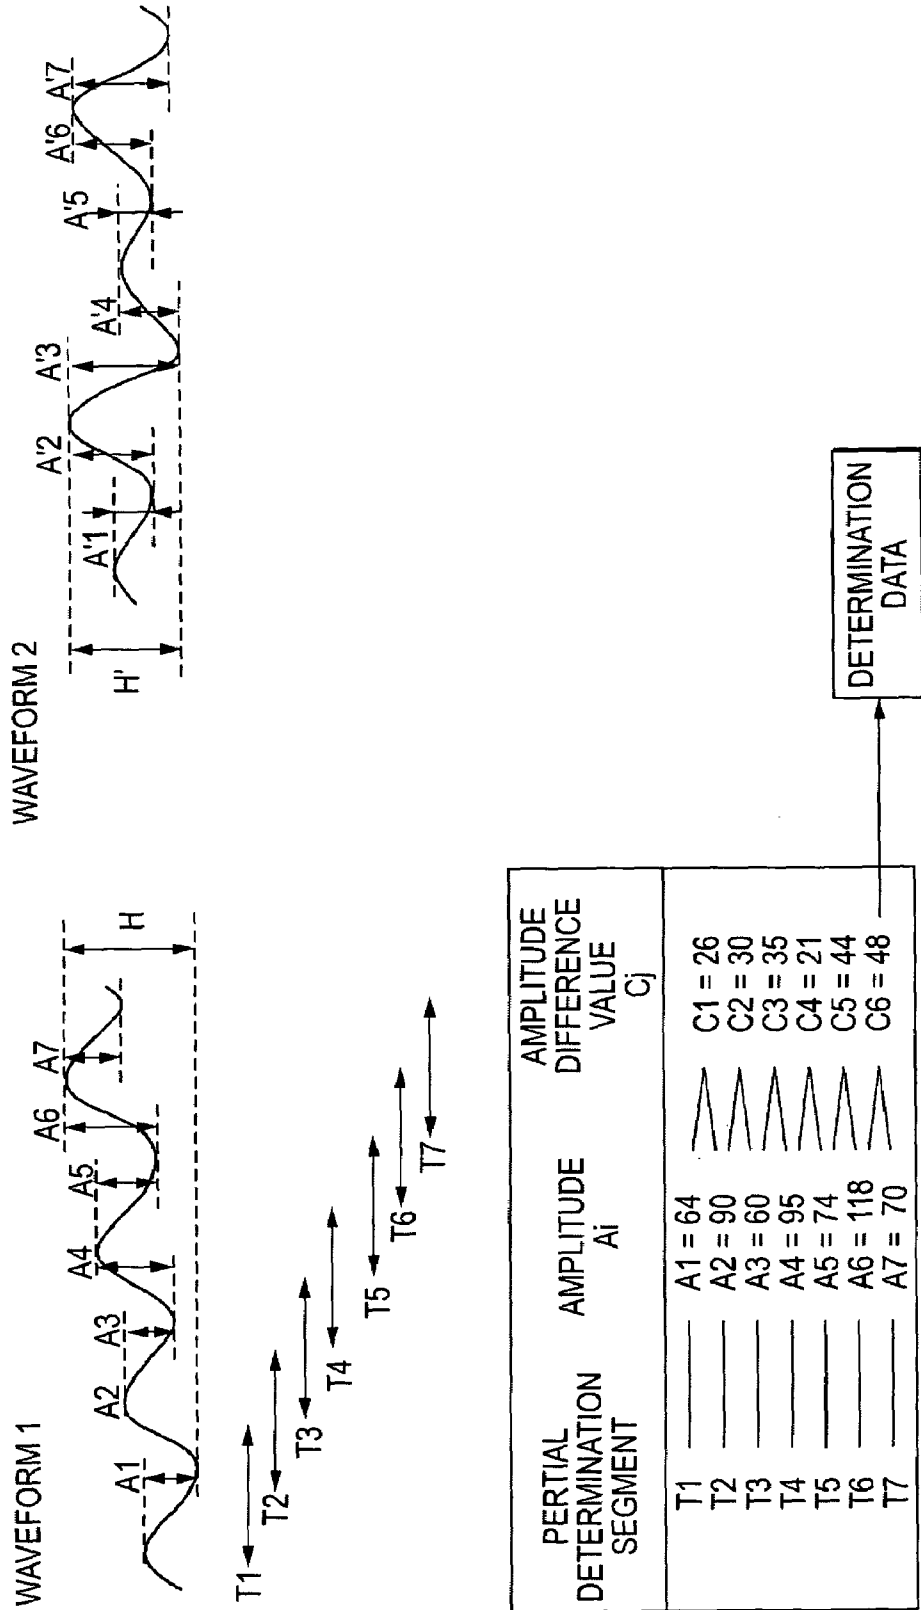 WAVEFORM 1
A1
A2
A3
A4
A5
A6
A7
H
T1
T2
T3
T4
T5
T6
T7
WAVEFORM 2
H'
A'1
A'2
A'3
A'4
A'5
A'6
A'7
PERTIAL
DETERMINATION
SEGMENT
AMPLITUDE
Ai
AMPLITUDE
DIFFERENCE
VALUE
Cj
T1 A1 = 64
T2 A2 = 90
T3 A3 = 60
T4 A4 = 95
T5 A5 = 74
T6 A6 = 118
T7 A7 = 70
C1 = 26
C2 = 30
C3 = 35
C4 = 21
C5 = 44
C6 = 48
DETERMINATION
DATA